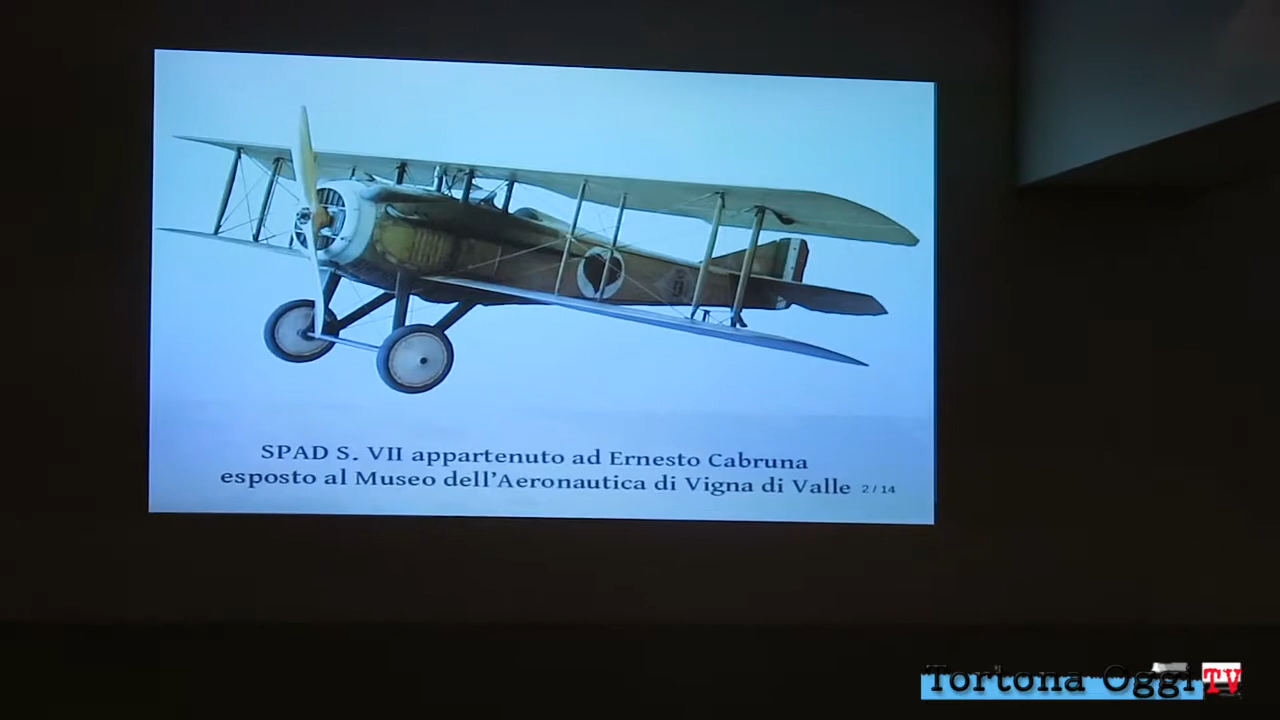 SPAD S. VII appartenuto ad Ernesto Cabruna
esposto al Museo dell'Aeronautica di Vigna di Valle 2 / 14
Tortona Oggi TV